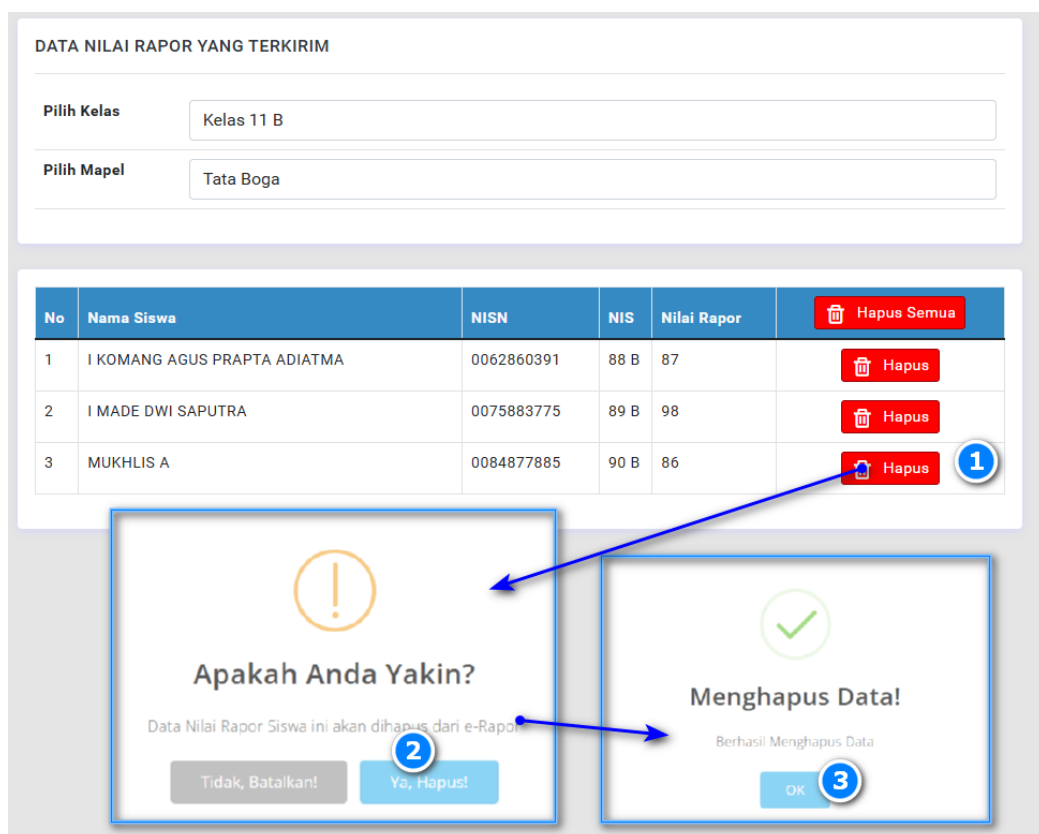 DATA NILAI RAPOR YANG TERKIRIM
Pilih Kelas Kelas 11 B
Pilih Mapel Tata Boga
No Nama Siswa NISN NIS Nilai Rapor Hapus Semua
1 I KOMANG AGUS PRAPTA ADIATMA 0062860391 88 B 87 Hapus
2 I MADE DWI SAPUTRA 0075883775 89 B 98 Hapus
3 MUKHLIS A 0084877885 90 B 86 Hapus 1
Apakah Anda Yakin?
Data Nilai Rapor Siswa ini akan dihapus dari e-Rapor
2
Tidak, Batalkan! Ya, Hapus!
Menghapus Data!
Berhasil Menghapus Data
OK 3